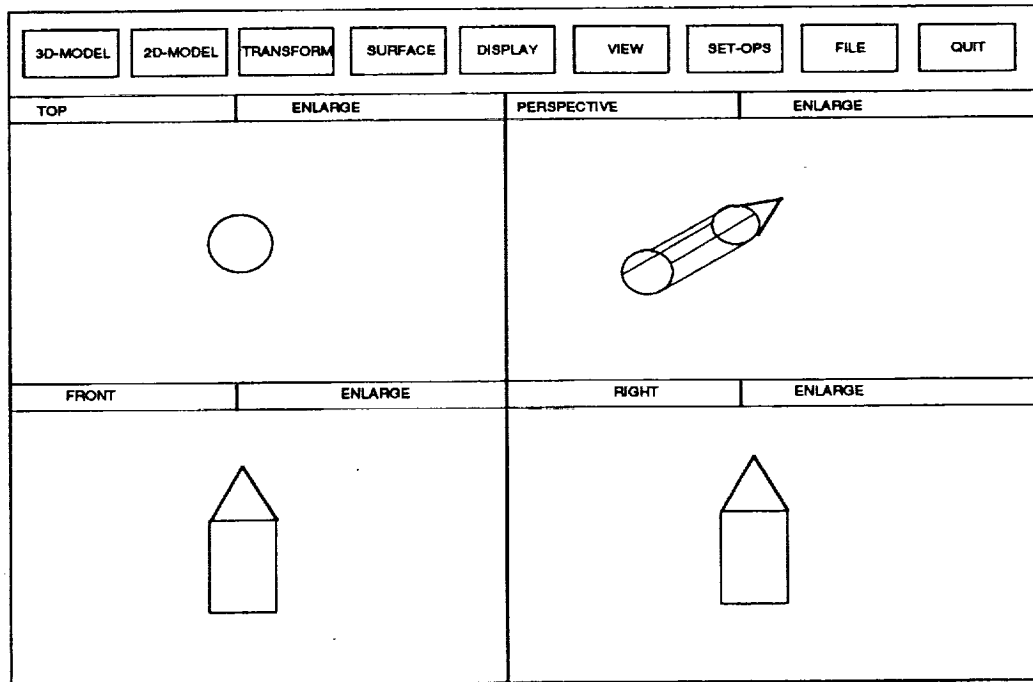 3D-MODEL 2D-MODEL TRANSFORM SURFACE DISPLAY VIEW SET-OPS FILE QUIT
TOP ENLARGE PERSPECTIVE ENLARGE
FRONT ENLARGE RIGHT ENLARGE